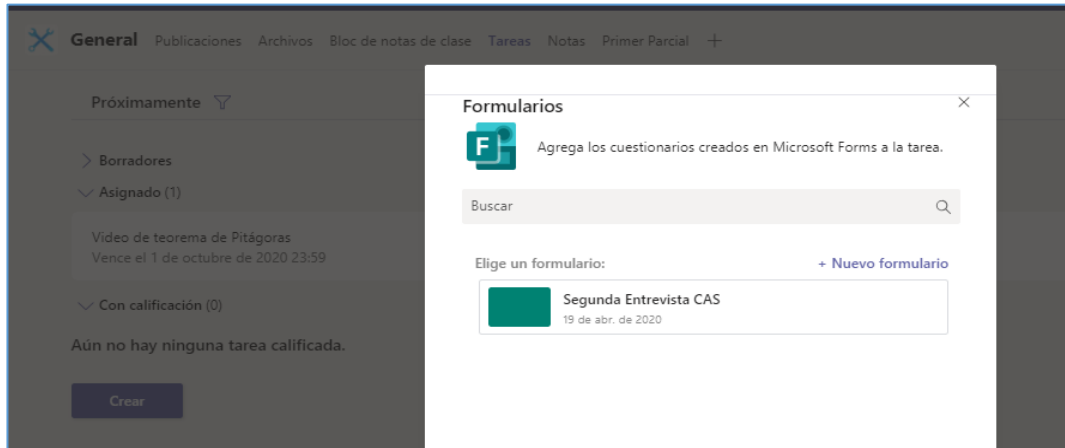 General Publicaciones Archivos Bloc de notas de clase Tareas Notas Primer Parcial +
Próximamente
Borradores
Asignado (1)
Video de teorema de Pitágoras
Vence el 1 de octubre de 2020 23:59
Con calificación (0)
Aún no hay ninguna tarea calificada.
Crear
Formularios
F
Agrega los cuestionarios creados en Microsoft Forms a la tarea.
Buscar
Elige un formulario:
+ Nuevo formulario
Segunda Entrevista CAS
19 de abr. de 2020